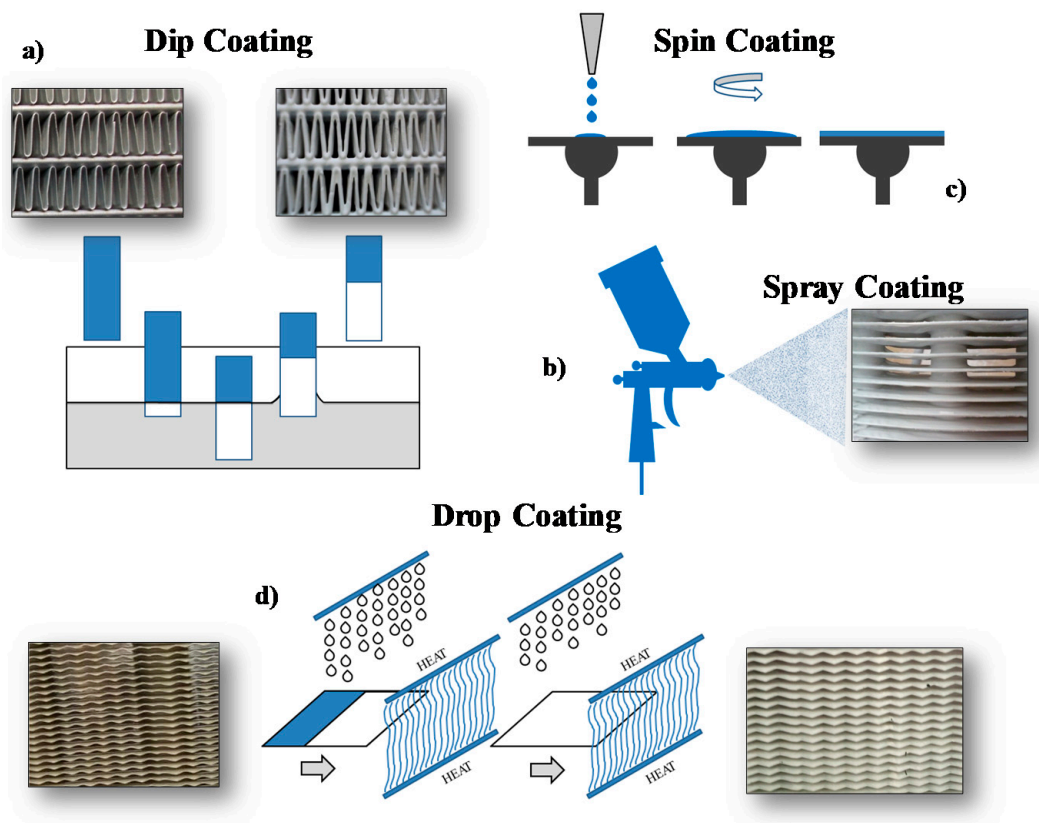 a)
Dip Coating
Spin Coating
c)
Spray Coating
b)
Drop Coating
d)
HEAT
HEAT
HEAT
HEAT